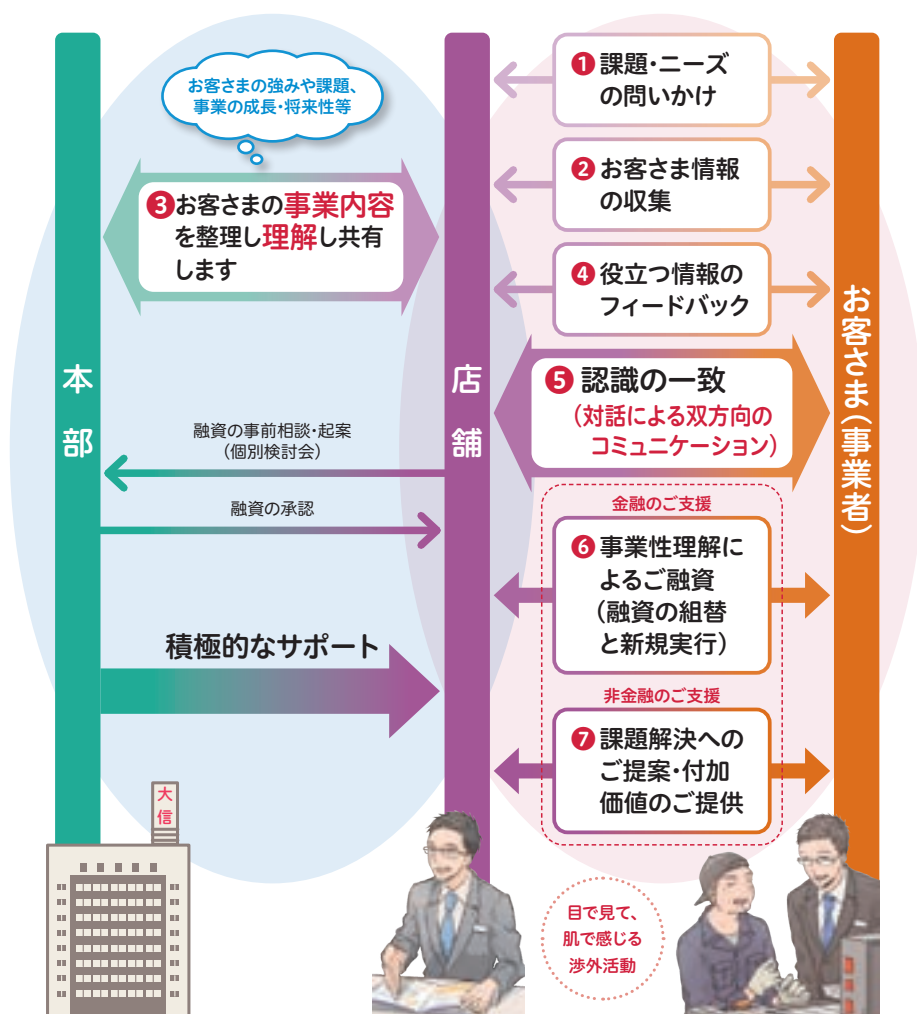 お客さまの強みや課題、
事業の成長・将来性等
❸お客さまの事業内容
を整理し理解し共有
します
本部
融資の事前相談・起案
(個別検討会)
融資の承認
積極的なサポート
大信
店舗
❶課題・ニーズ
の問いかけ
❷お客さま情報
の収集
❹役立つ情報の
フィードバック
❺認識の一致
(対話による双方向の
コミュニケーション)
金融のご支援
❻事業性理解に
よるご融資
(融資の組替
と新規実行)
非金融のご支援
❼課題解決への
ご提案・付加
価値のご提供
お客さま(事業者)
目で見て、
肌で感じる
渉外活動